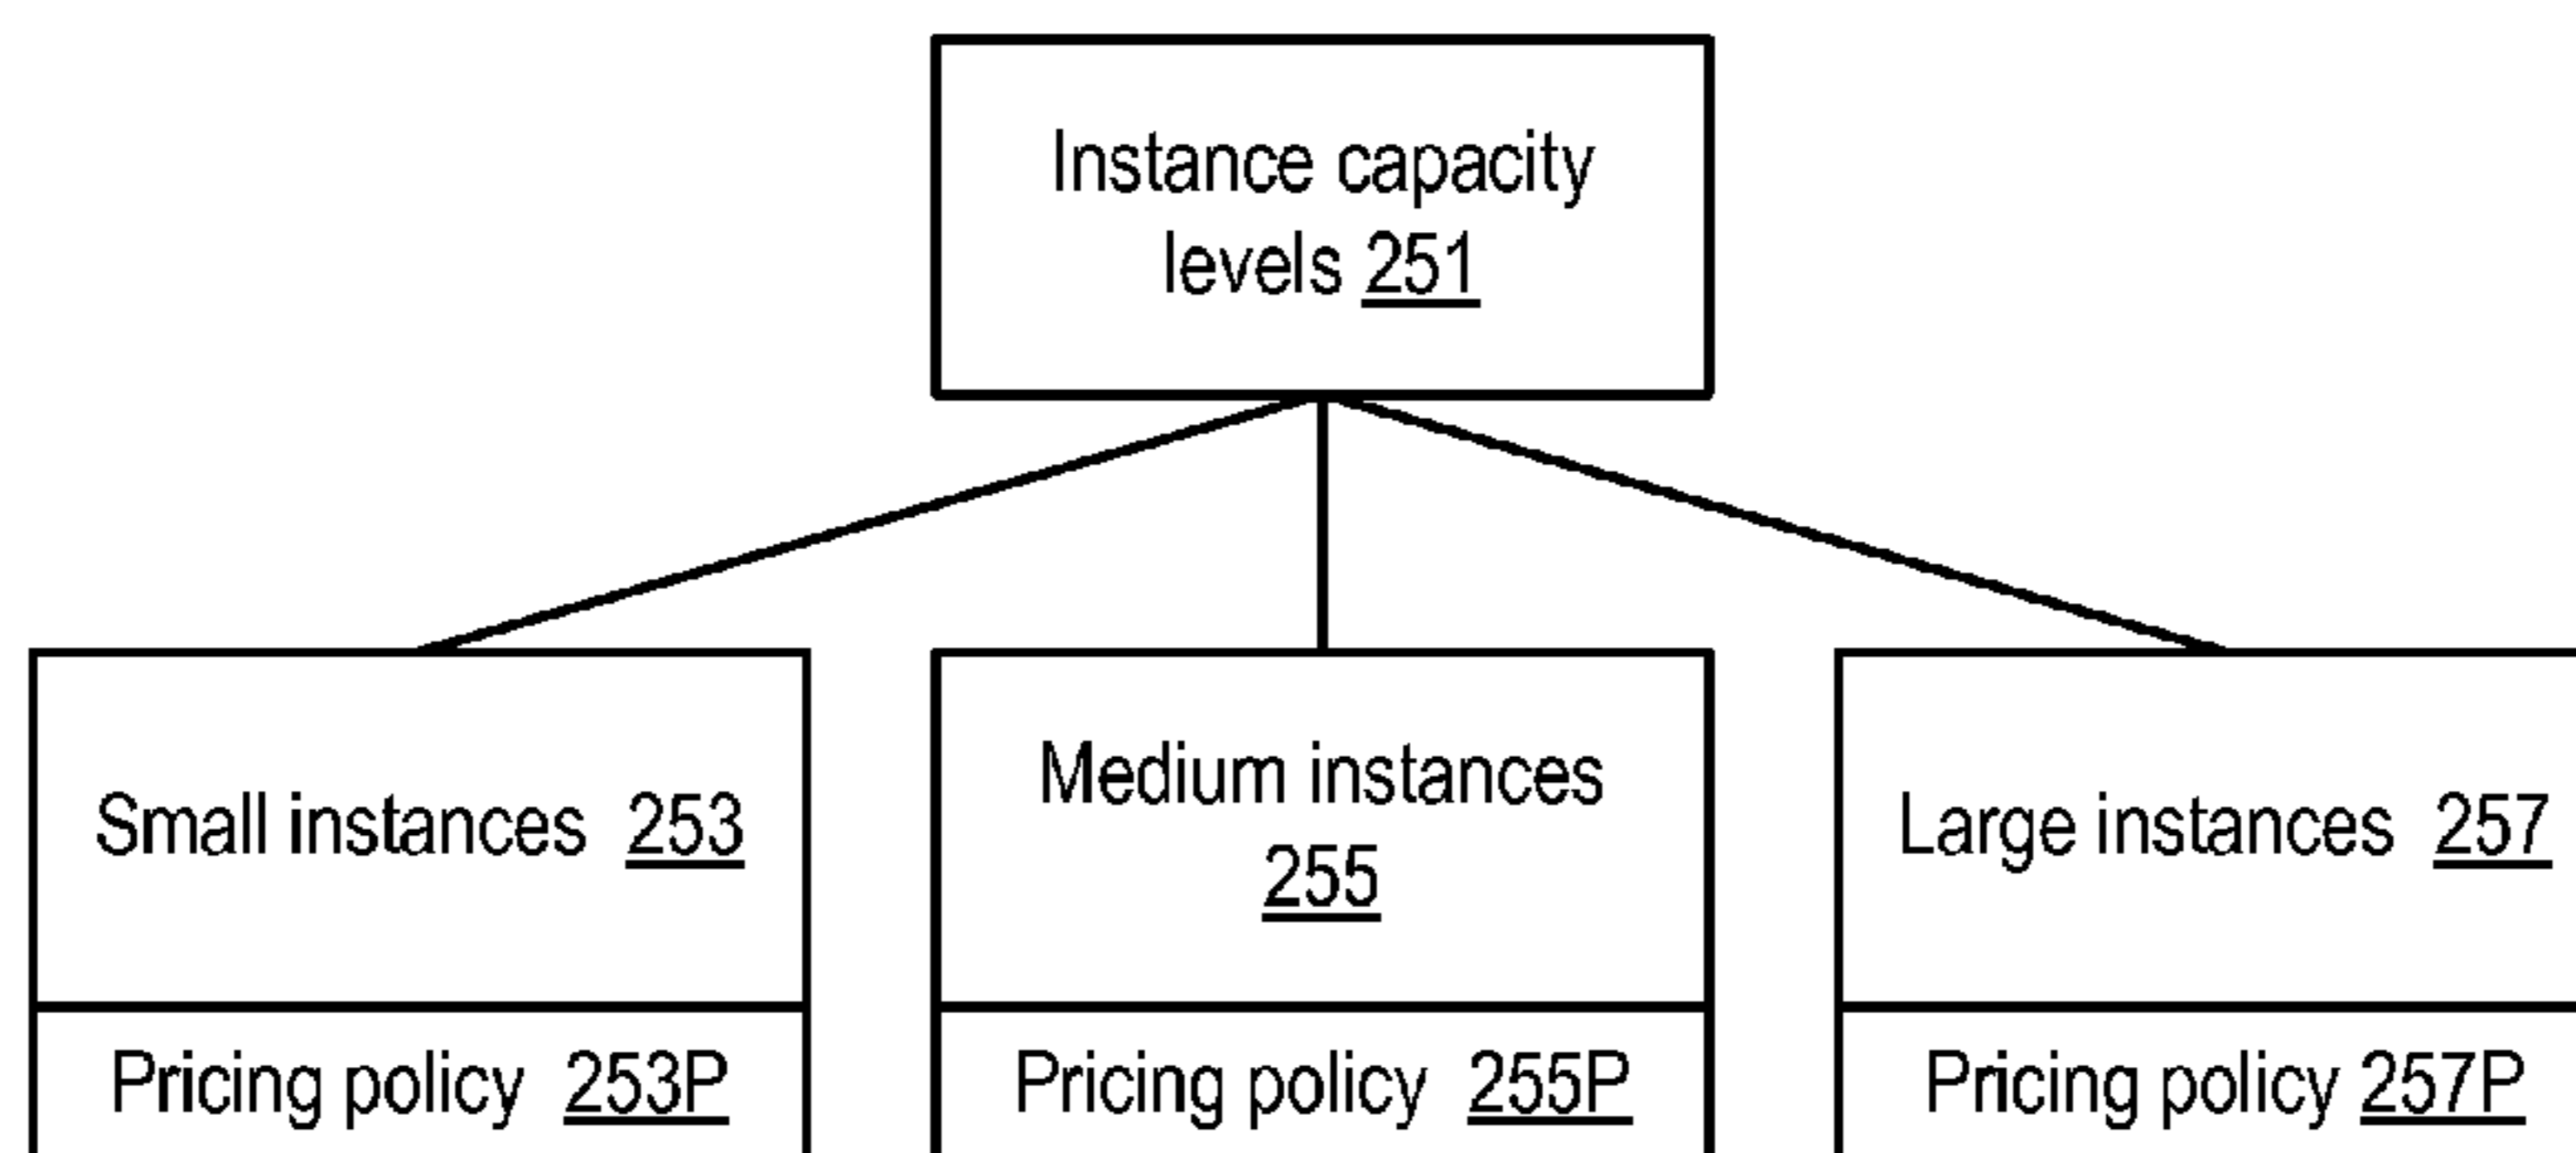 Instance capacity
levels 251
Small instances 253
Medium instances
255
Large instances 257
Pricing policy 253P
Pricing policy 255P
Pricing policy 257P